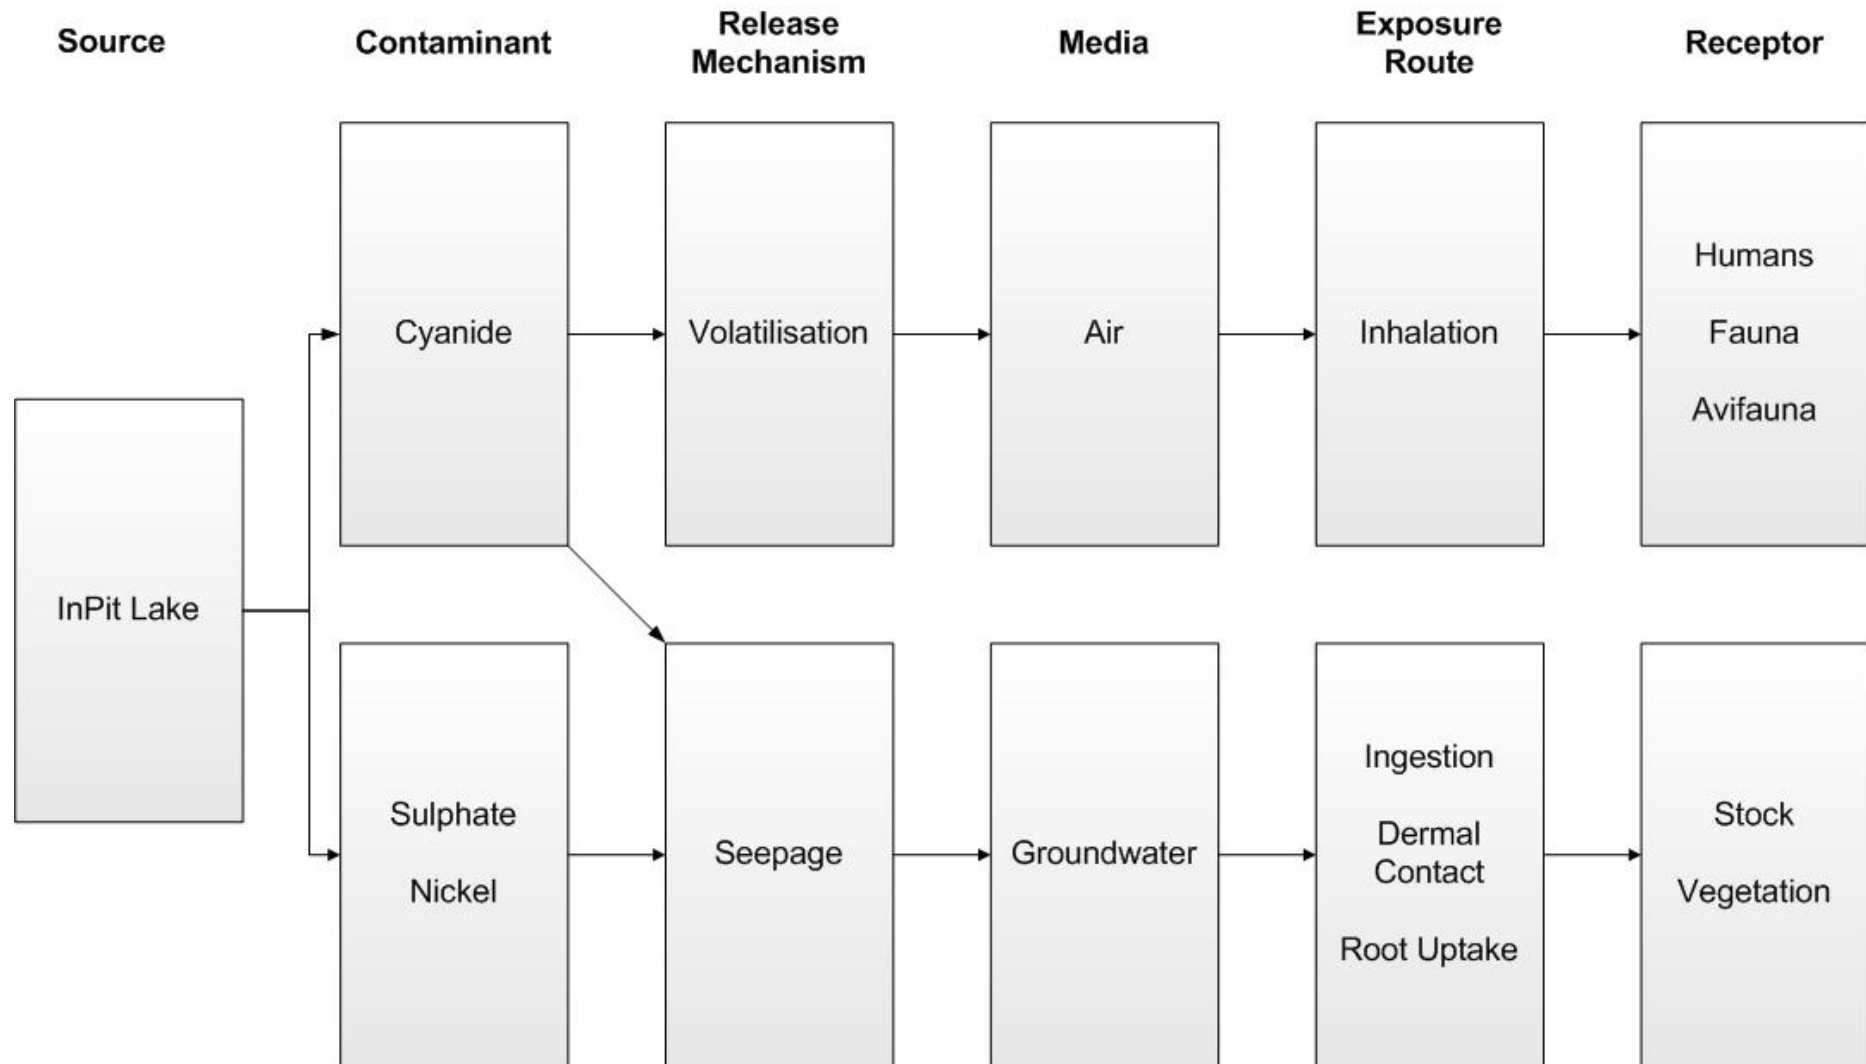 Source
Contaminant
Release
Mechanism
Media
Exposure
Route
Receptor
InPit Lake
Cyanide
Volatilisation
Air
Inhalation
Humans
Fauna
Avifauna
Sulphate
Nickel
Seepage
Groundwater
Ingestion
Dermal
Contact
Root Uptake
Stock
Vegetation